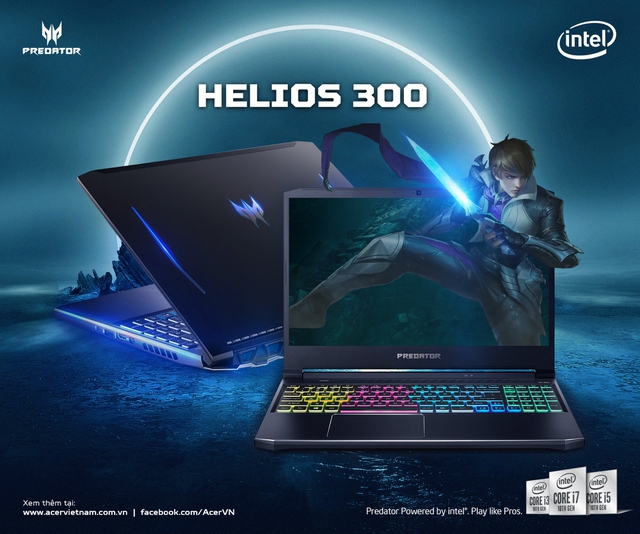 PREDATOR
intel
HELIOS 300
PREDATOR
Xem thêm tại:
www.acervietnam.com.vn | facebook.com/AcerVN
Predator Powered by intel®. Play like Pros.
intel CORE i3 10TH GEN
intel CORE i7 10TH GEN
intel CORE i5 10TH GEN